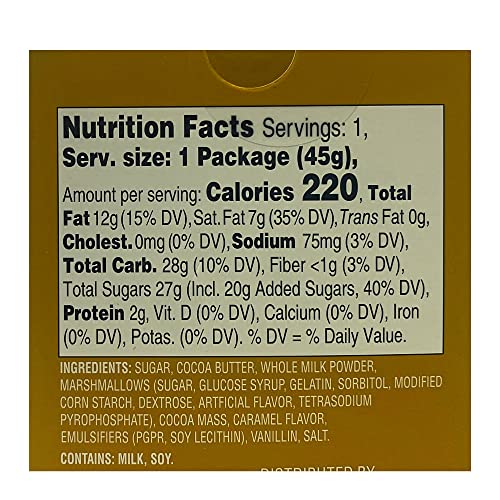 Nutrition Facts Servings: 1,
Serv. size: 1 Package (45g),
Amount per serving: Calories 220, Total
Fat 12g (15% DV), Sat. Fat 7g (35% DV), Trans Fat 0g,
Cholest. 0mg (0% DV), Sodium 75mg (3% DV),
Total Carb. 28g (10% DV), Fiber <1g (3% DV),
Total Sugars 27g (Incl. 20g Added Sugars, 40% DV),
Protein 2g, Vit. D (0% DV), Calcium (0% DV), Iron
(0% DV), Potas. (0% DV). % DV = % Daily Value.
INGREDIENTS: SUGAR, COCOA BUTTER, WHOLE MILK POWDER,
MARSHMALLOWS (SUGAR, GLUCOSE SYRUP, GELATIN, SORBITOL, MODIFIED
CORN STARCH, DEXTROSE, ARTIFICIAL FLAVOR, TETRASODIUM
PYROPHOSPHATE), COCOA MASS, CARAMEL FLAVOR,
EMULSIFIERS (PGPR, SOY LECITHIN), VANILLIN, SALT.
CONTAINS: MILK, SOY.
DISTRIBUTED BY